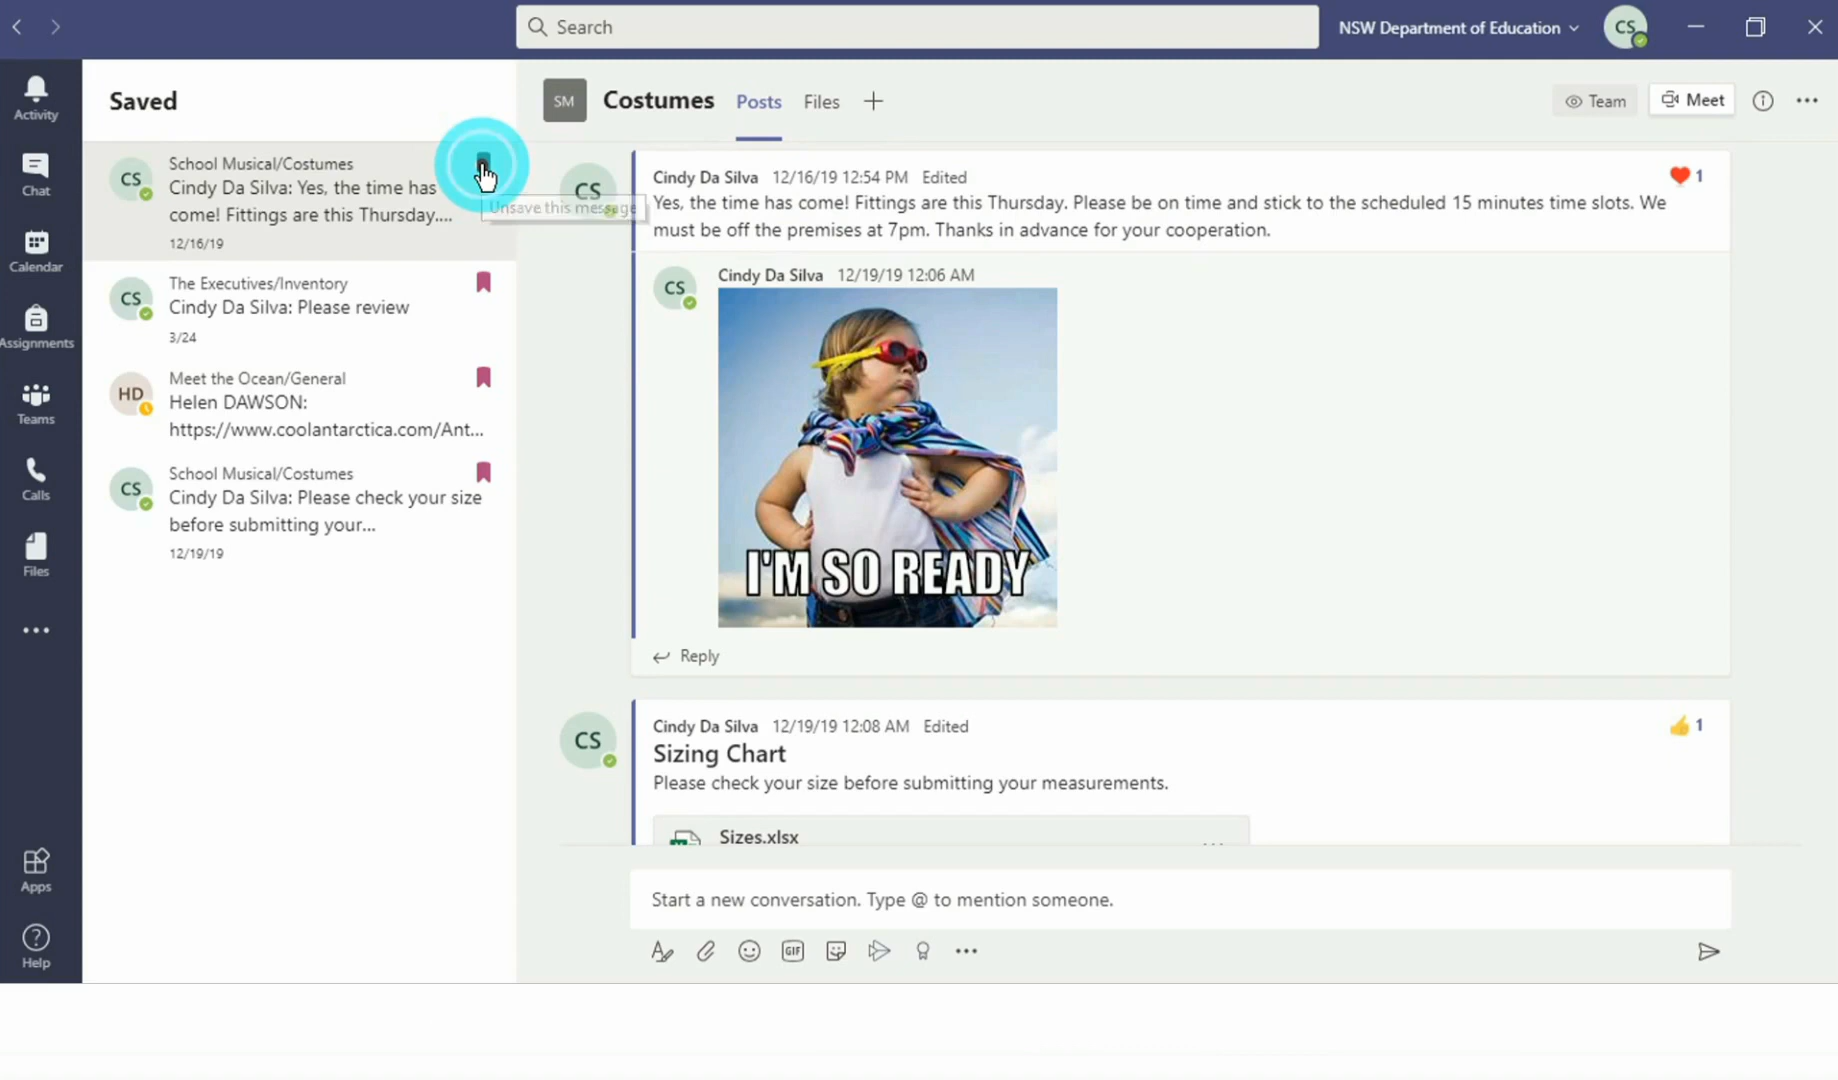 Search
NSW Department of Education
CS
Activity
Chat
Calendar
Assignments
Teams
Calls
Files
Apps
Help
Saved
CS
School Musical/Costumes
Cindy Da Silva: Yes, the time has
come! Fittings are this Thursday....
12/16/19
Unsave this message
CS
The Executives/Inventory
Cindy Da Silva: Please review
3/24
HD
Meet the Ocean/General
Helen DAWSON:
https://www.coolantarctica.com/Ant...
CS
School Musical/Costumes
Cindy Da Silva: Please check your size
before submitting your...
12/19/19
SM
Costumes
Posts
Files
Team
Meet
CS
Cindy Da Silva 12/16/19 12:54 PM Edited
1
Yes, the time has come! Fittings are this Thursday. Please be on time and stick to the scheduled 15 minutes time slots. We
must be off the premises at 7pm. Thanks in advance for your cooperation.
CS
Cindy Da Silva 12/19/19 12:06 AM
I'M SO READY
Reply
CS
Cindy Da Silva 12/19/19 12:08 AM Edited
1
Sizing Chart
Please check your size before submitting your measurements.
Sizes.xlsx
Start a new conversation. Type @ to mention someone.
GIF